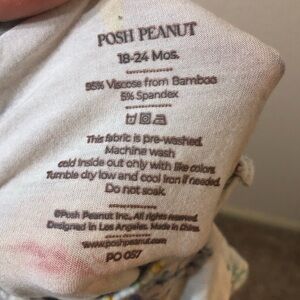 POSH PEANUT
18-24 Mos.
95% Viscose from Bamboo
5% Spandex
This fabric is pre-washed.
Machine wash
cold inside out only with like colors.
Tumble dry low and cool iron if needed.
Do not soak.
©Posh Peanut Inc., All rights reserved.
Designed in Los Angeles. Made in China.
www.poshpeanut.com
PO 057